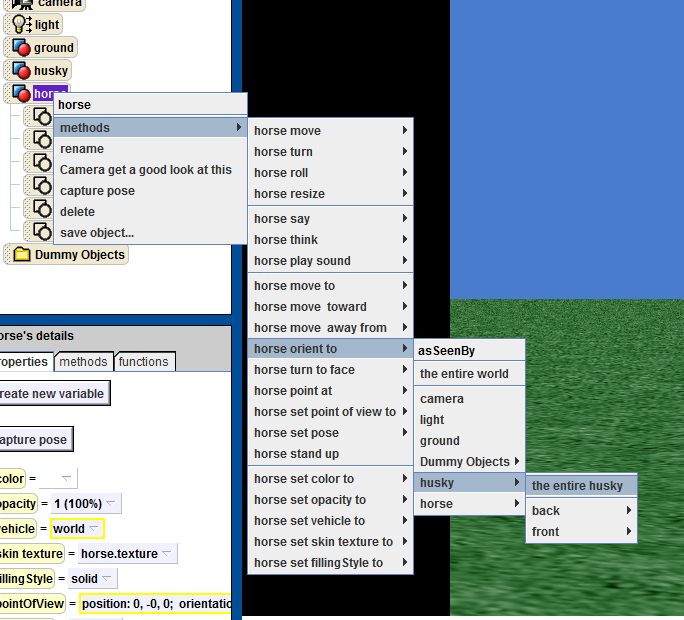 camera
light
ground
husky
horse
Dummy Objects
horse
methods
rename
Camera get a good look at this
capture pose
delete
save object...
horse move
horse turn
horse roll
horse resize
horse say
horse think
horse play sound
horse move to
horse move toward
horse move away from
horse orient to
horse turn to face
horse point at
horse set point of view to
horse set pose
horse stand up
horse set color to
horse set opacity to
horse set vehicle to
horse set skin texture to
horse set fillingStyle to
asSeenBy
the entire world
camera
light
ground
Dummy Objects
husky
horse
the entire husky
back
front
orse's details
roperties methods functions
reate new variable
apture pose
color =
opacity = 1 (100%)
vehicle = world
skin texture = horse.texture
illingStyle = solid
pointOfView = position: 0, -0, 0; orientatio